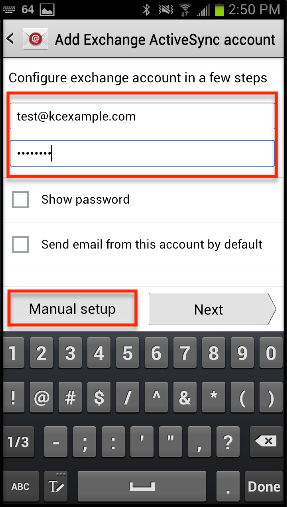 64 2:50 PM
Add Exchange ActiveSync account
Configure exchange account in a few steps
test@kcexample.com
••••••••
Show password
Send email from this account by default
Manual setup Next
1 2 3 4 5 6 7 8 9 0
! @ # $ / ^ & * ( )
1/3 - ; : ' " , ?
ABC . Done